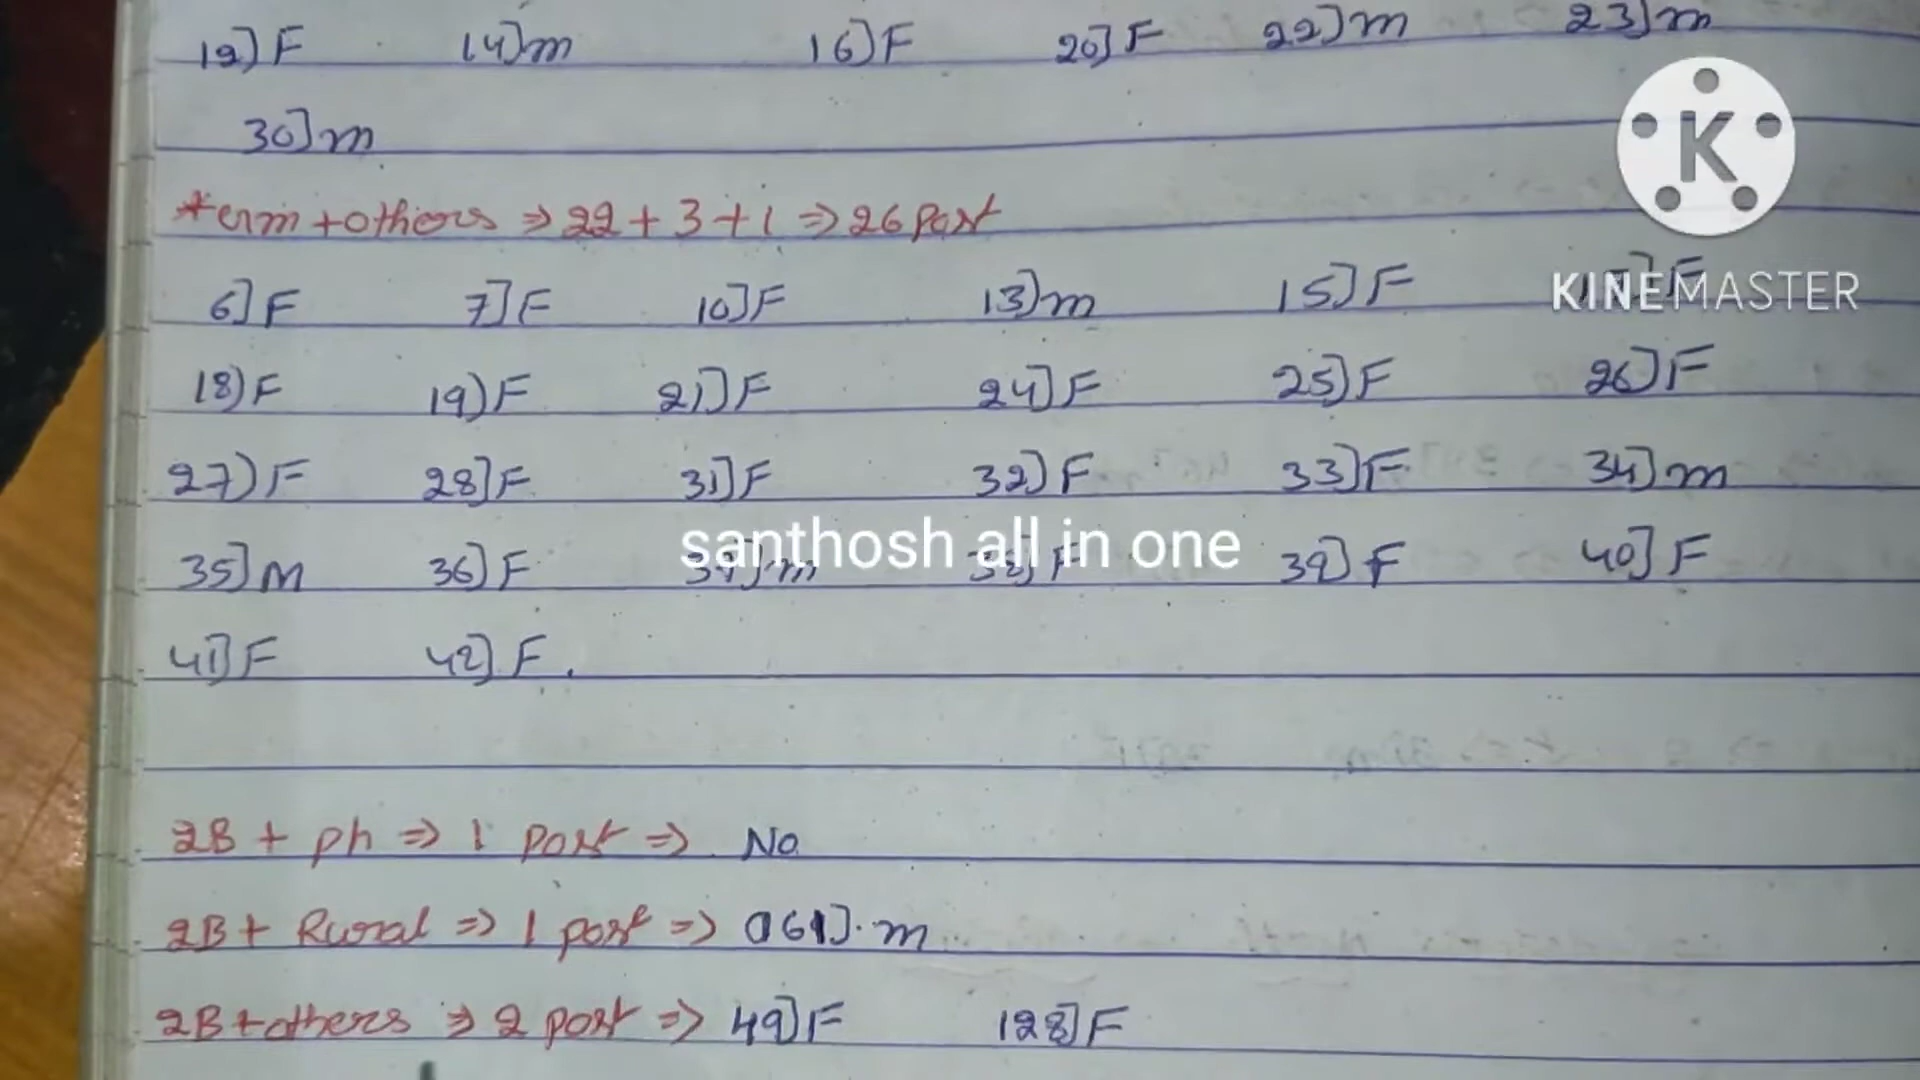 12)F 14)m 16)F 20]F 22]m 23]m
30]m
*Gm+others ⇒ 22 + 3 + 1 ⇒ 26 Post
6]F 7]F 10]F 13]m 15]F
18)F 19)F 21]F 24]F 25)F 26]F
27)F 28]F 31]F 32)F 33)F 34]m
35]m 36]F 38]F 39]F 40]F
41]F 42].F.
2B + ph ⇒ 1 Post ⇒ No
2B + Rural ⇒ 1 post ⇒ 061].m
2B + others ⇒ 2 post ⇒ 49]F 128]F
K
KINEMASTER
santhosh all in one